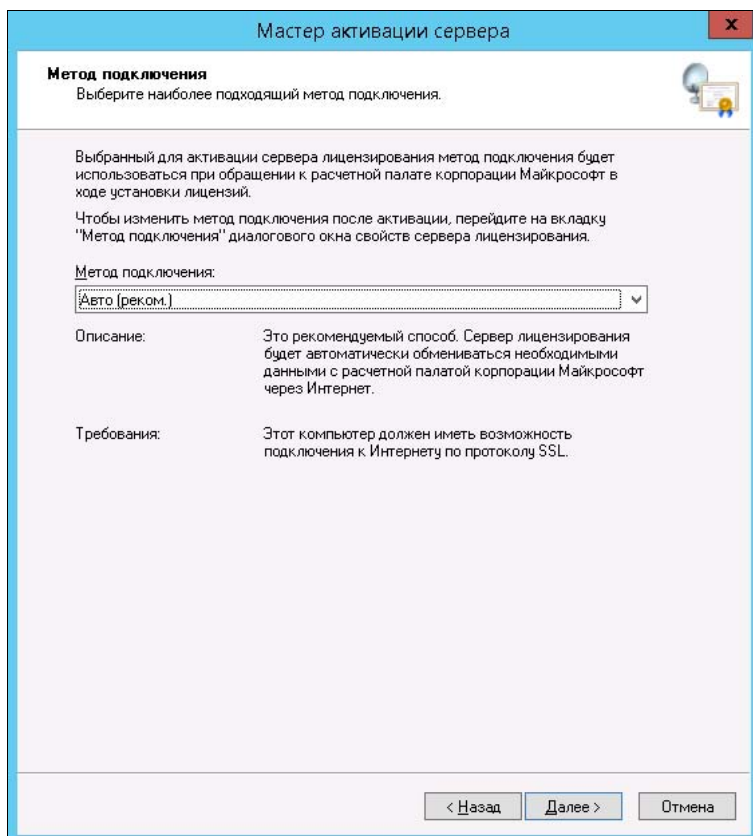 Мастер активации сервера
x
Метод подключения
Выберите наиболее подходящий метод подключения.
Выбранный для активации сервера лицензирования метод подключения будет
использоваться при обращении к расчетной палате корпорации Майкрософт в
ходе установки лицензий.
Чтобы изменить метод подключения после активации, перейдите на вкладку
"Метод подключения" диалогового окна свойств сервера лицензирования.
Метод подключения:
Авто (реком.)
Описание: Это рекомендуемый способ. Сервер лицензирования
будет автоматически обмениваться необходимыми
данными с расчетной палатой корпорации Майкрософт
через Интернет.
Требования: Этот компьютер должен иметь возможность
подключения к Интернету по протоколу SSL.
< Назад Далее > Отмена